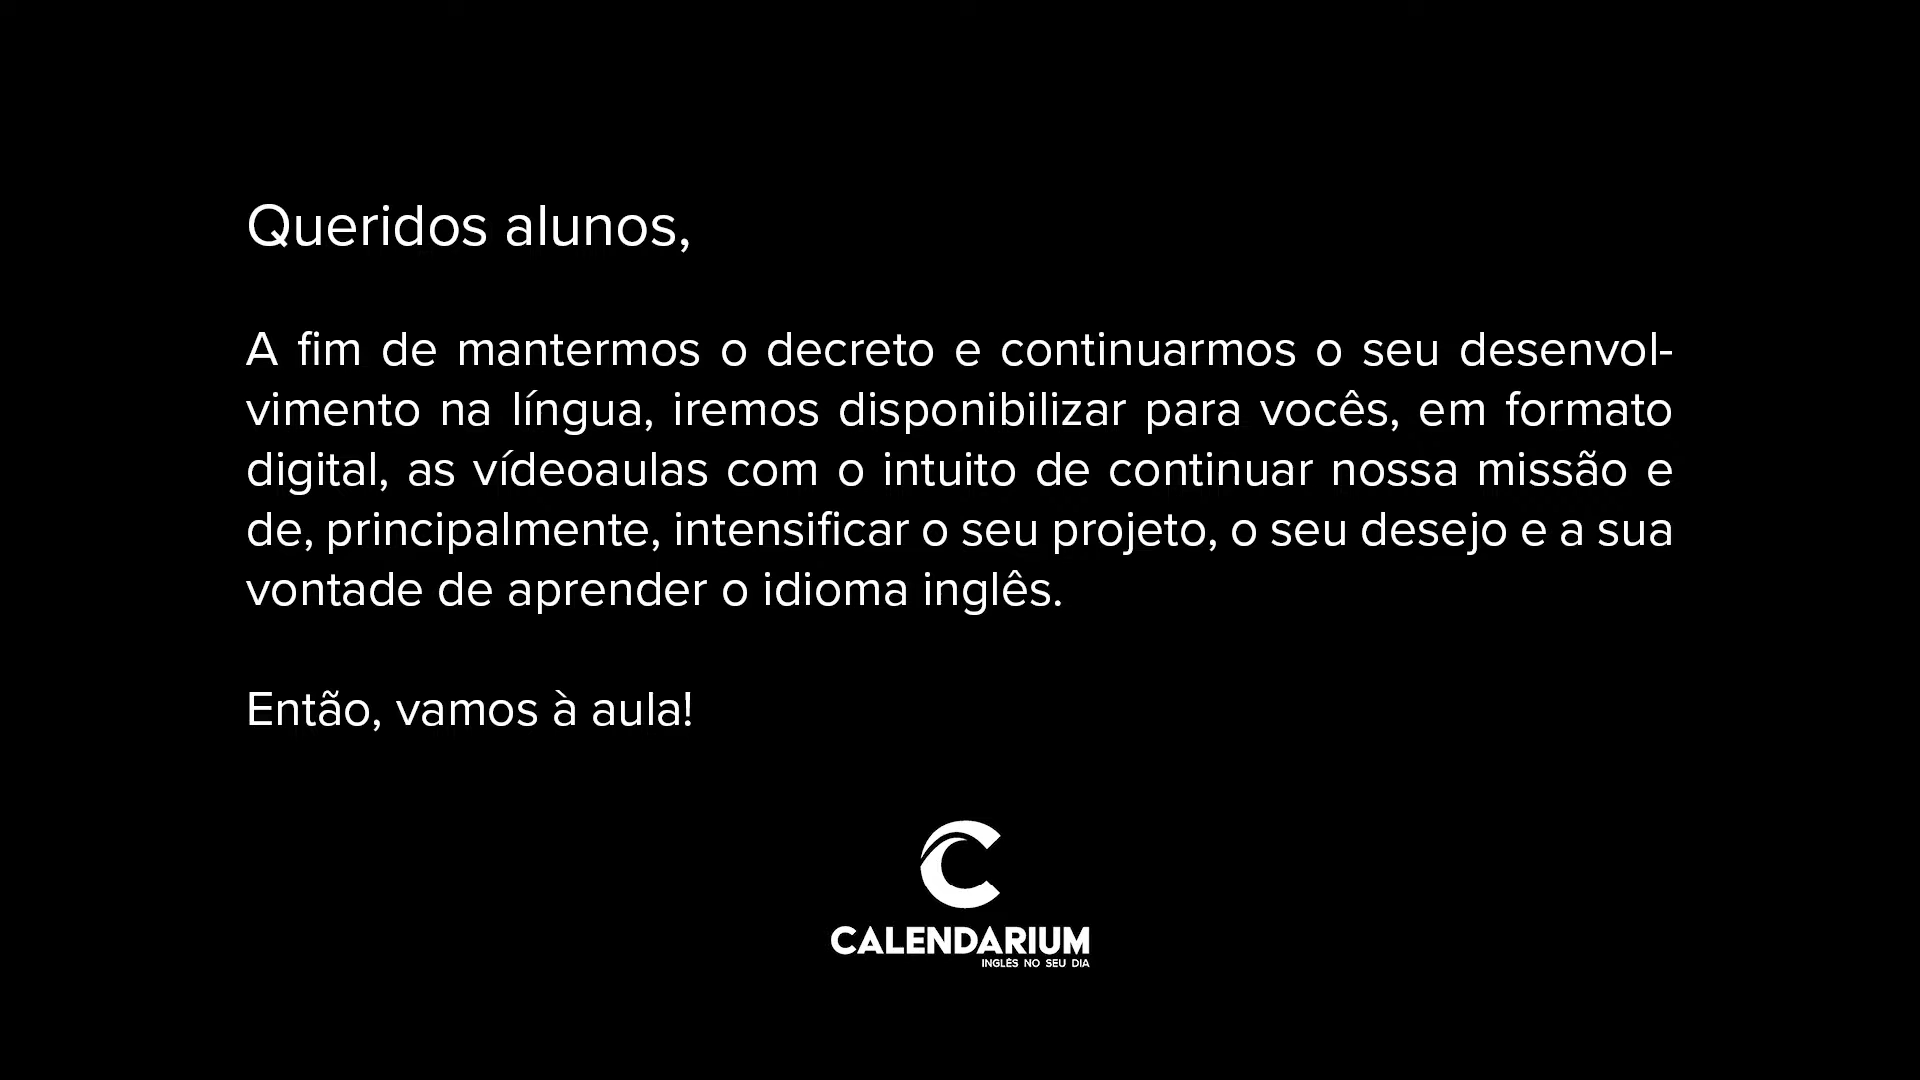 Queridos alunos,
A fim de mantermos o decreto e continuarmos o seu desenvol-
vimento na língua, iremos disponibilizar para vocês, em formato
digital, as vídeoaulas com o intuito de continuar nossa missão e
de, principalmente, intensificar o seu projeto, o seu desejo e a sua
vontade de aprender o idioma inglês.
Então, vamos à aula!
CALENDARIUM
INGLÊS NO SEU DIA